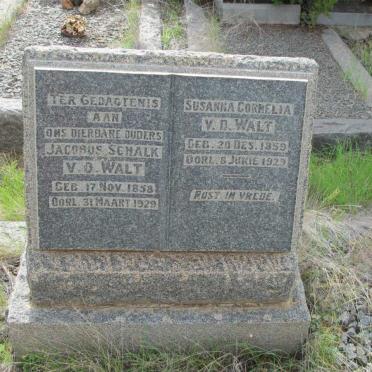 TER GEDAGTENIS
AAN
ONS DIERBARE OUDERS
JACOBUS SCHALK
V.D. WALT
GEB. 17 NOV. 1858
OORL. 31 MAART 1929
SUSANNA CORNELIA
V.D. WALT
GEB. 20 DES. 1859
OORL. 8 JUNIE 1929
RUST IN VREDE.